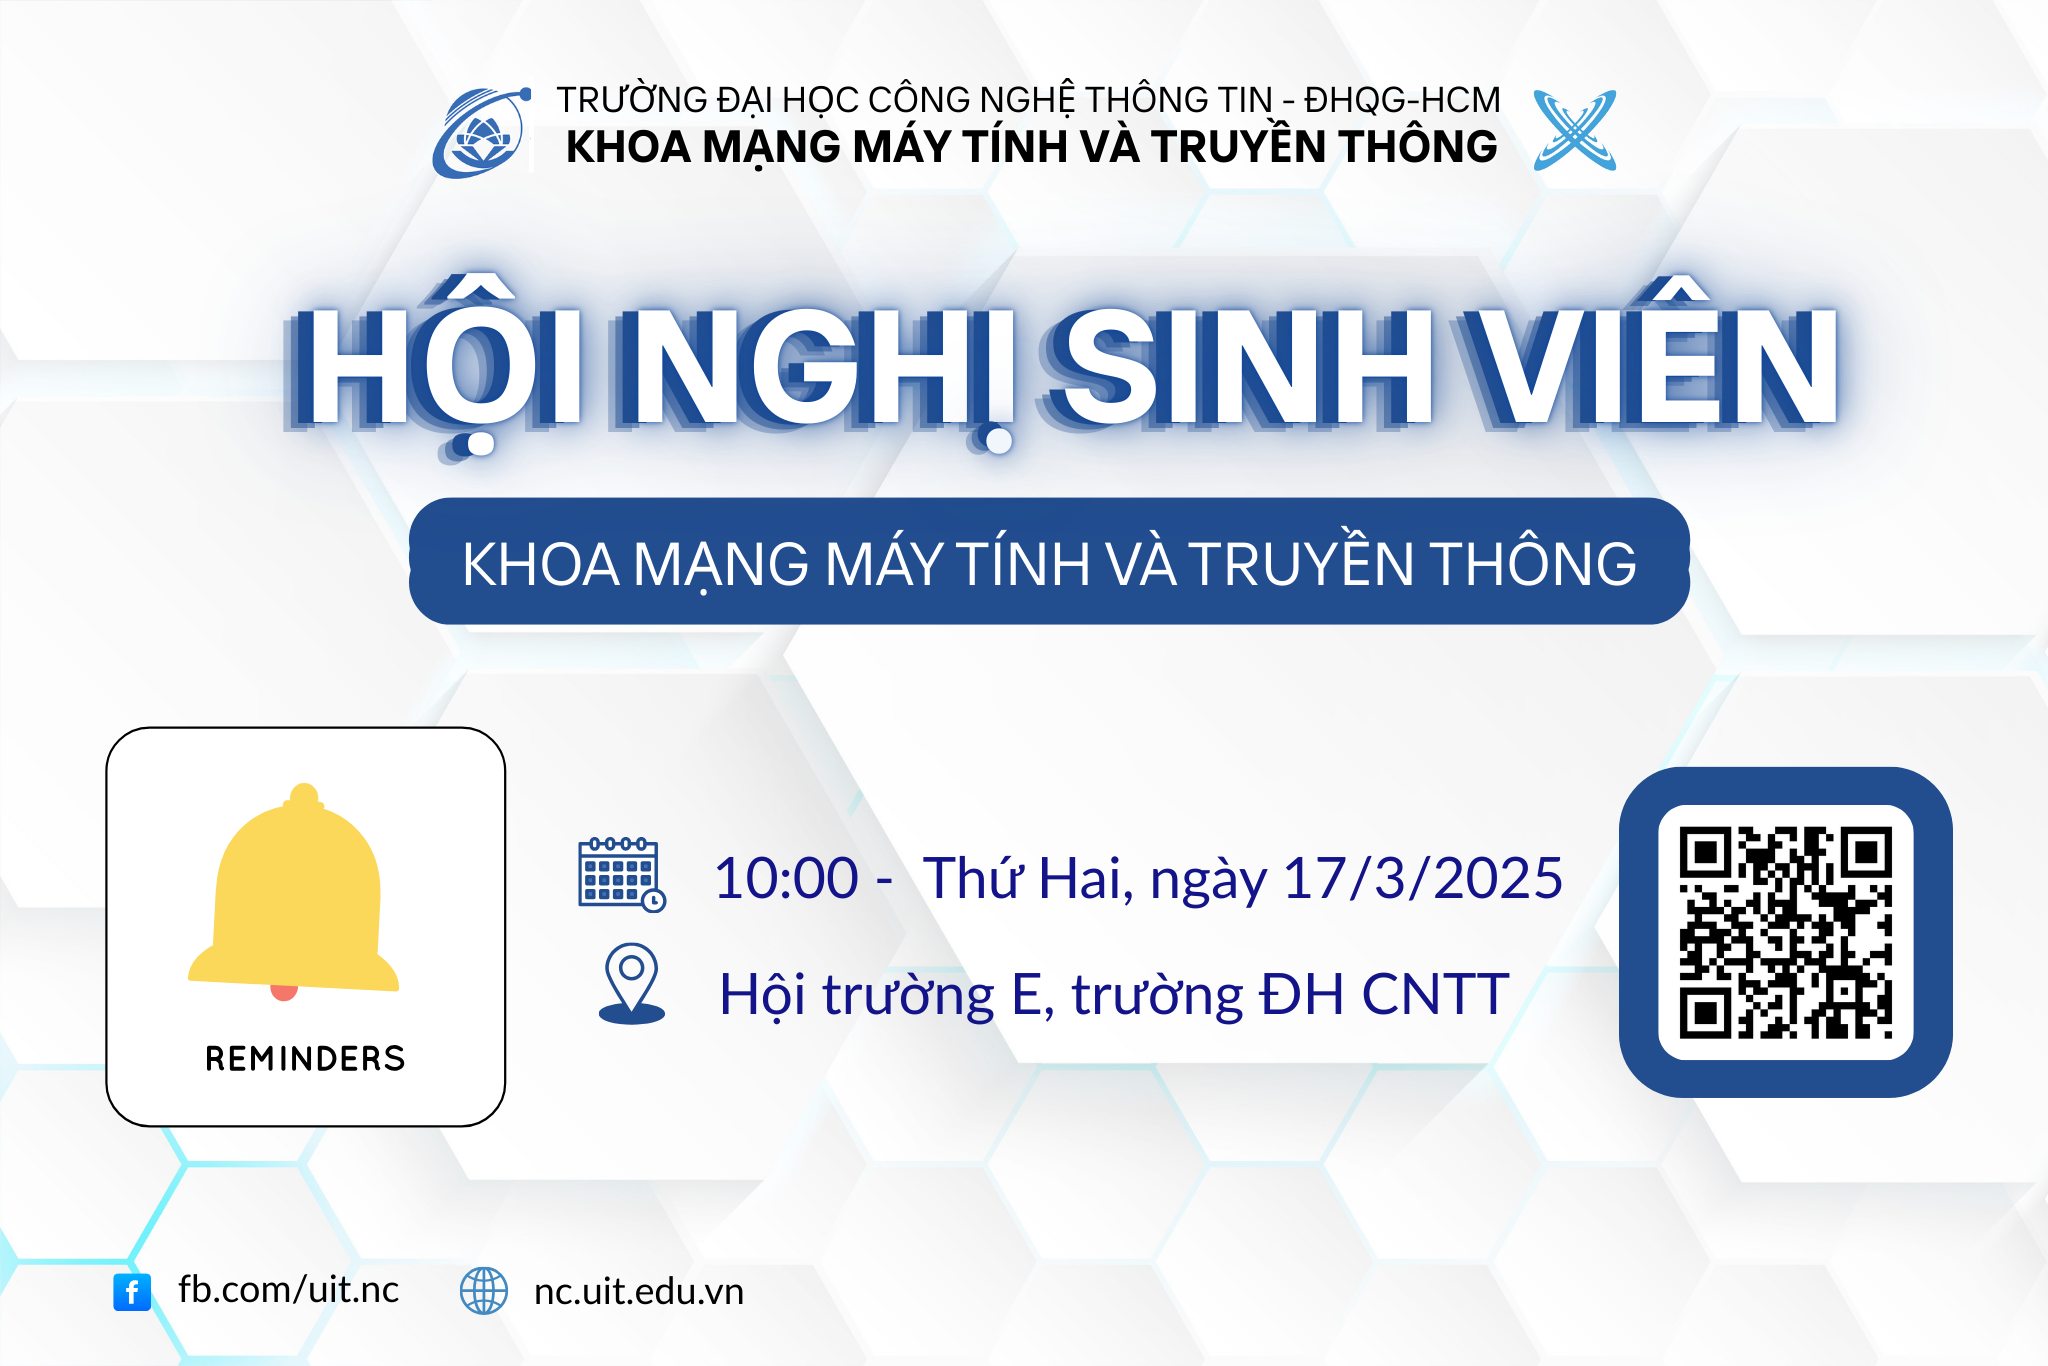 TRƯỜNG ĐẠI HỌC CÔNG NGHỆ THÔNG TIN - ĐHQG-HCM
KHOA MẠNG MÁY TÍNH VÀ TRUYỀN THÔNG
HỘI NGHỊ SINH VIÊN
KHOA MẠNG MÁY TÍNH VÀ TRUYỀN THÔNG
10:00 - Thứ Hai, ngày 17/3/2025
Hội trường E, trường ĐH CNTT
REMINDERS
fb.com/uit.nc
nc.uit.edu.vn